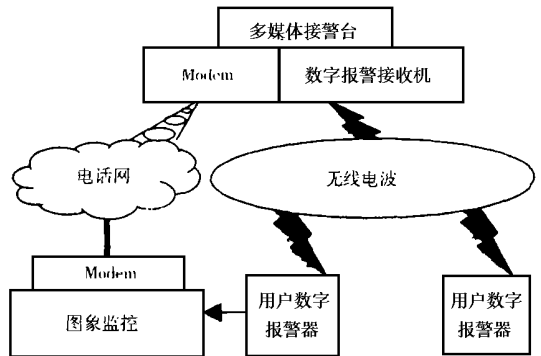 多媒体接警台
Modem
数字报警接收机
电话网
无线电波
Modem
图象监控
用户数字
报警器
用户数字
报警器